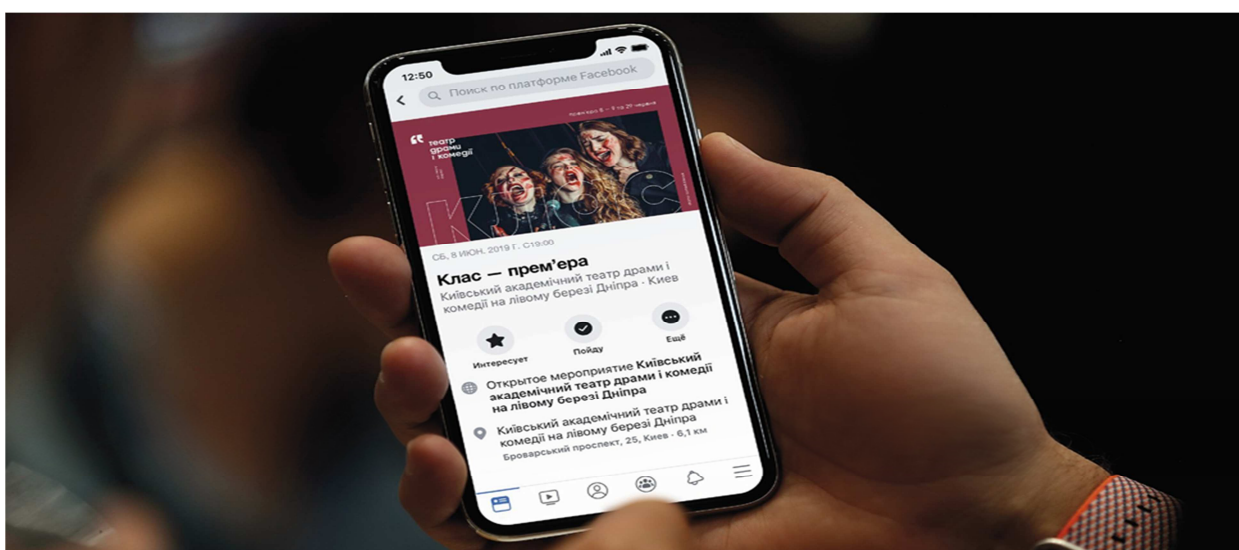 12:50
Поиск по платформе Facebook
театр
драми
і комедії
КЛАС
СБ, 8 ИЮН. 2019 Г. С19:00
Клас — прем’ера
Київський академічний театр драми і
комедії на лівому березі Дніпра · Киев
Интересует
Пойду
Ещё
Открытое мероприятие Київський
академічний театр драми і комедії
на лівому березі Дніпра
Київський академічний театр драми і
комедії на лівому березі Дніпра
Броварський проспект, 25, Киев · 6,1 км